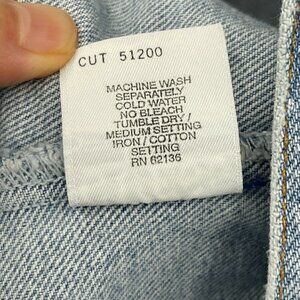 CUT 51200
MACHINE WASH
SEPARATELY
COLD WATER
NO BLEACH
TUMBLE DRY /
MEDIUM SETTING
IRON / COTTON
SETTING
RN 62136